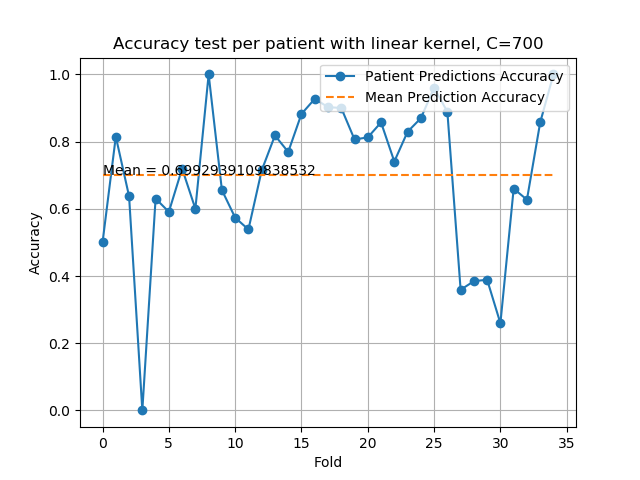 Accuracy test per patient with linear kernel, C=700
Patient Predictions Accuracy
Mean Prediction Accuracy
Mean = 0.6992939109838532
Accuracy
1.0
0.8
0.6
0.4
0.2
0.0
0 5 10 15 20 25 30 35
Fold